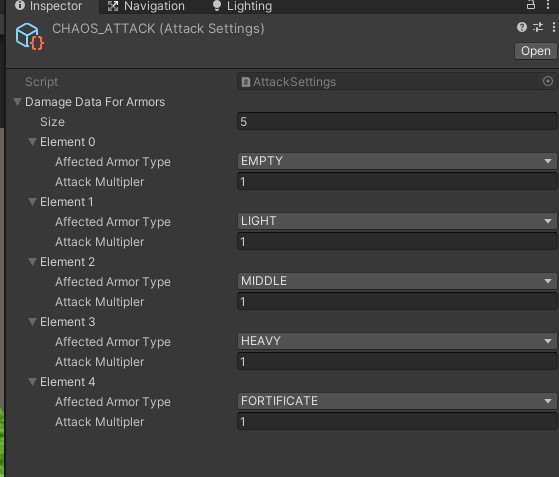 Inspector Navigation Lighting
CHAOS_ATTACK (Attack Settings)
Open
Script AttackSettings
Damage Data For Armors
Size 5
Element 0
Affected Armor Type EMPTY
Attack Multipler 1
Element 1
Affected Armor Type LIGHT
Attack Multipler 1
Element 2
Affected Armor Type MIDDLE
Attack Multipler 1
Element 3
Affected Armor Type HEAVY
Attack Multipler 1
Element 4
Affected Armor Type FORTIFICATE
Attack Multipler 1